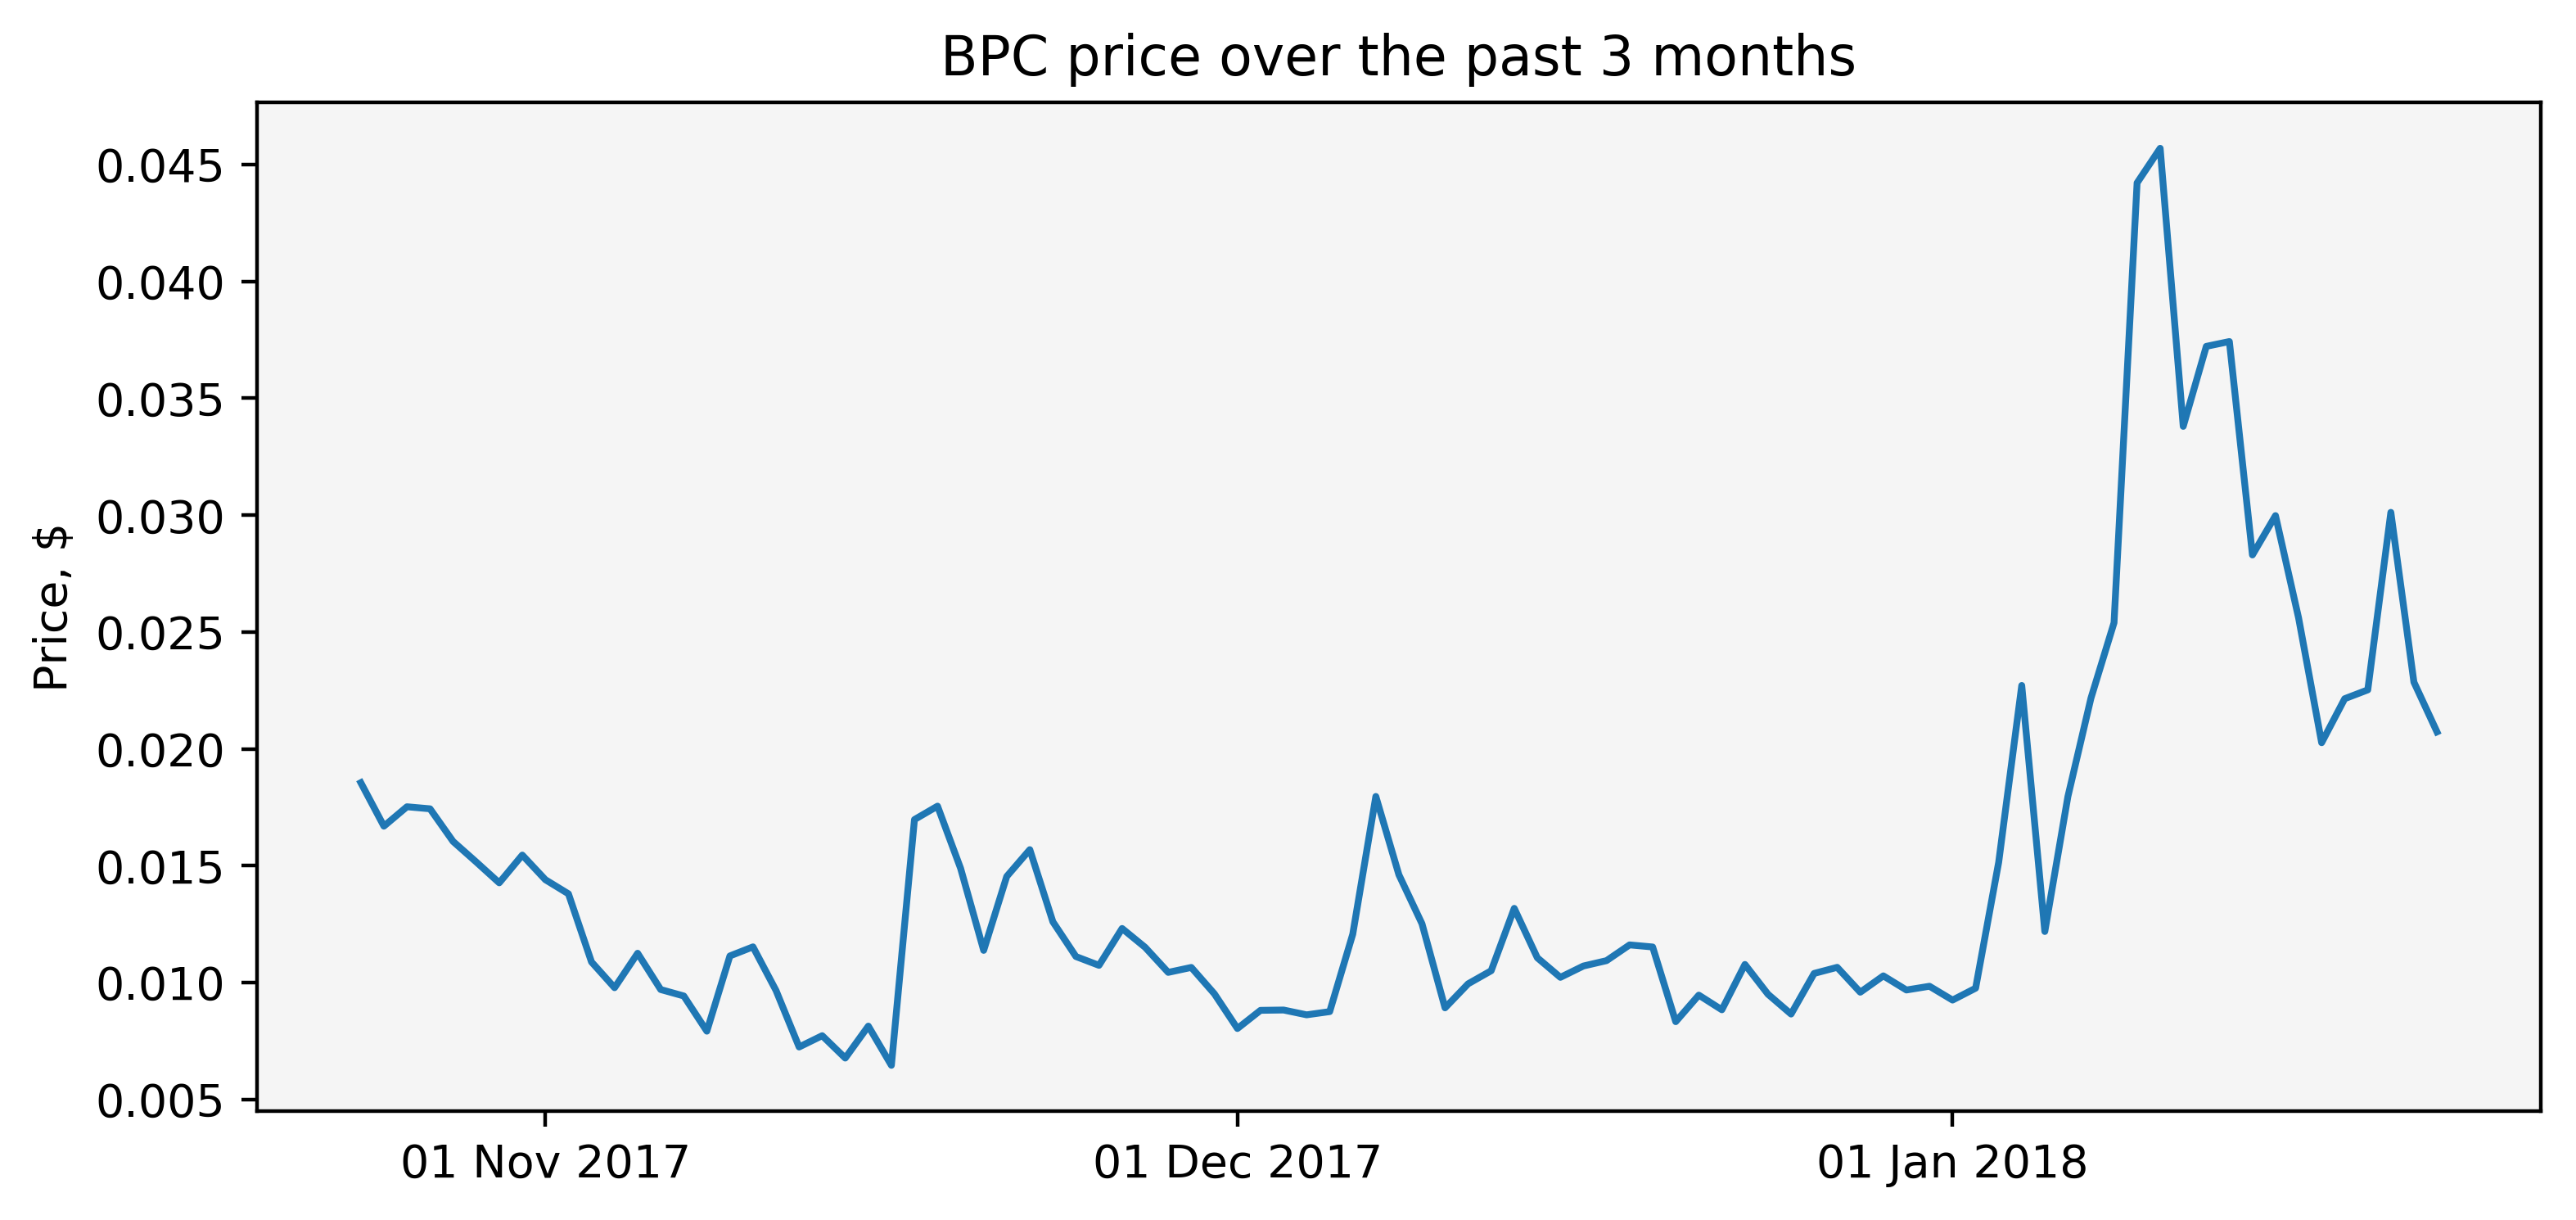 BPC price over the past 3 months
Price, $
0.045
0.040
0.035
0.030
0.025
0.020
0.015
0.010
0.005
01 Nov 2017
01 Dec 2017
01 Jan 2018